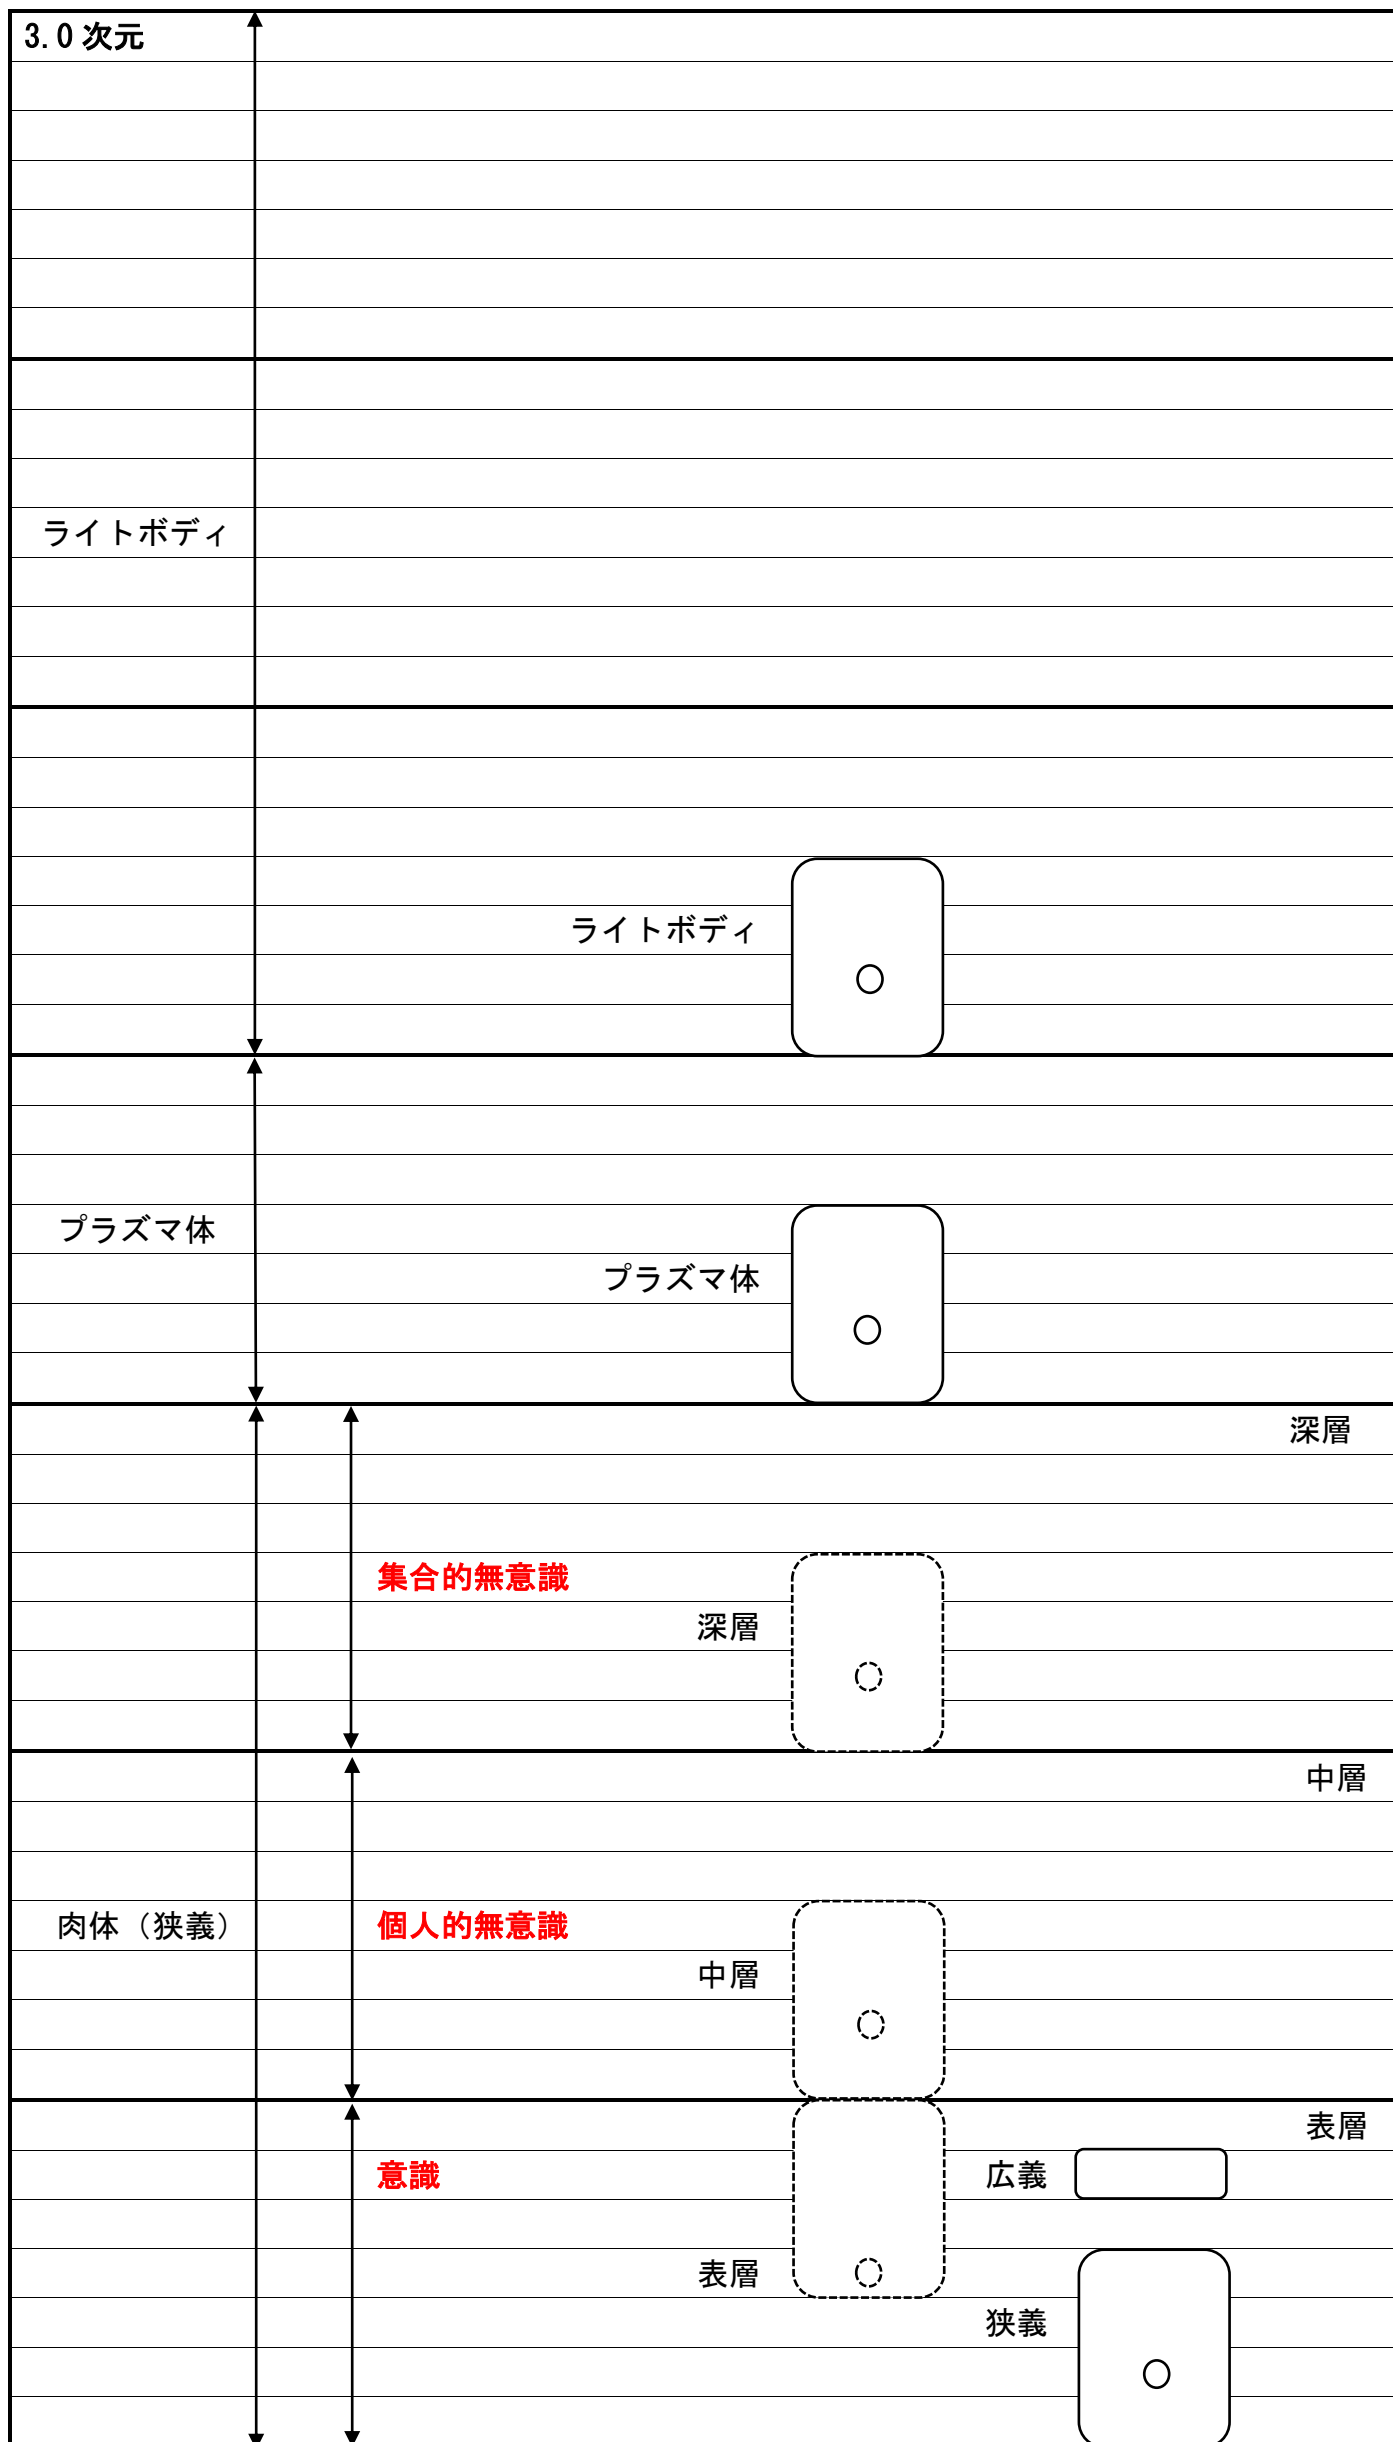 3.0次元
ライトボディ
ライトボディ
プラズマ体
プラズマ体
深層
集合的無意識
深層
中層
肉体（狭義） 個人的無意識
中層
表層
意識 広義
表層
狭義